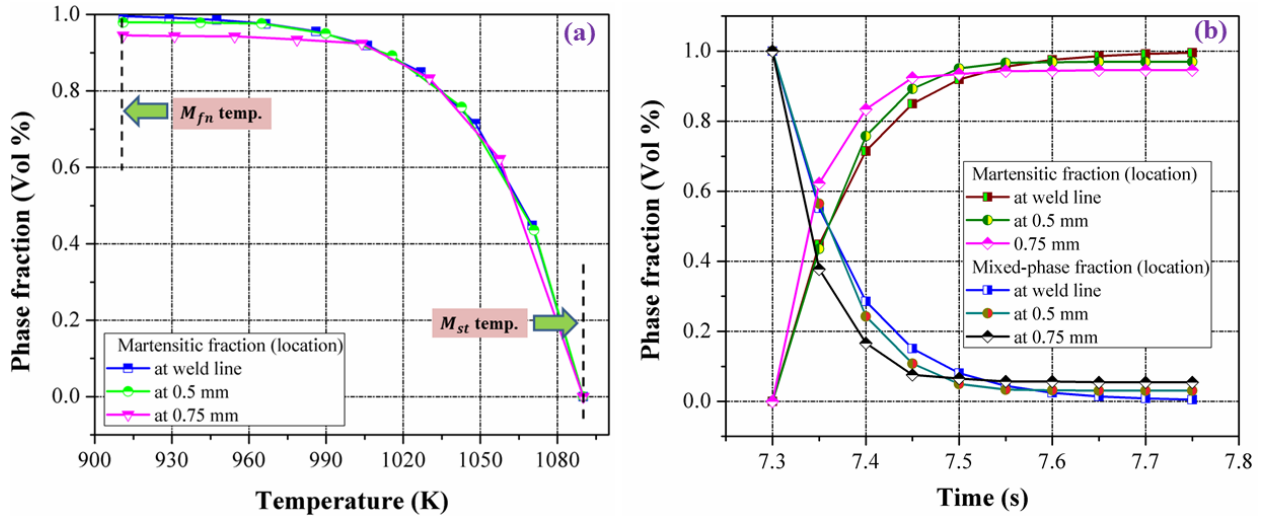 (a)
Phase fraction (Vol %)
1.0
0.8
0.6
0.4
0.2
0.0
M_fn temp.
M_st temp.
Martensitic fraction (location)
at weld line
at 0.5 mm
at 0.75 mm
900
930
960
990
1020
1050
1080
Temperature (K)
(b)
Phase fraction (Vol %)
1.0
0.8
0.6
0.4
0.2
0.0
Martensitic fraction (location)
at weld line
at 0.5 mm
0.75 mm
Mixed-phase fraction (location)
at weld line
at 0.5 mm
at 0.75 mm
7.3
7.4
7.5
7.6
7.7
7.8
Time (s)